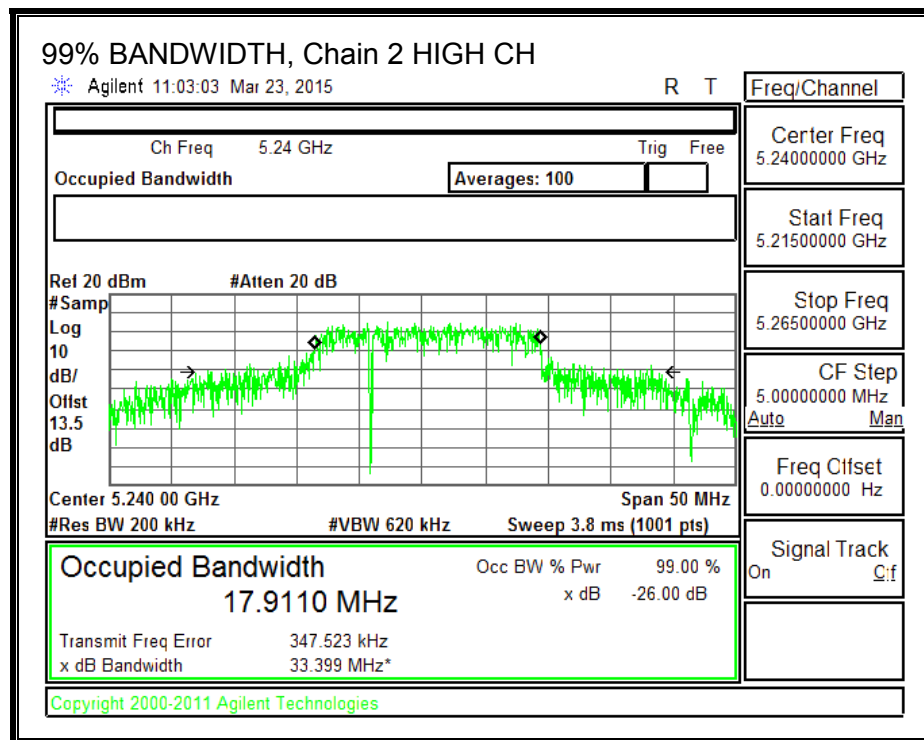 99% BANDWIDTH, Chain 2 HIGH CH
Agilent 11:03:03 Mar 23, 2015 R T
Freq/Channel
Ch Freq 5.24 GHz Trig Free
Occupied Bandwidth Averages: 100
Center Freq
5.24000000 GHz
Start Freq
5.21500000 GHz
Stop Freq
5.26500000 GHz
CF Step
5.00000000 MHz
Auto Man
Freq Offset
0.00000000 Hz
Signal Track
On Off
Ref 20 dBm #Atten 20 dB
#Samp
Log
10
dB/
Offst
13.5
dB
Center 5.240 00 GHz Span 50 MHz
#Res BW 200 kHz #VBW 620 kHz Sweep 3.8 ms (1001 pts)
Occupied Bandwidth Occ BW % Pwr 99.00 %
17.9110 MHz x dB -26.00 dB
Transmit Freq Error 347.523 kHz
x dB Bandwidth 33.399 MHz*
Copyright 2000-2011 Agilent Technologies